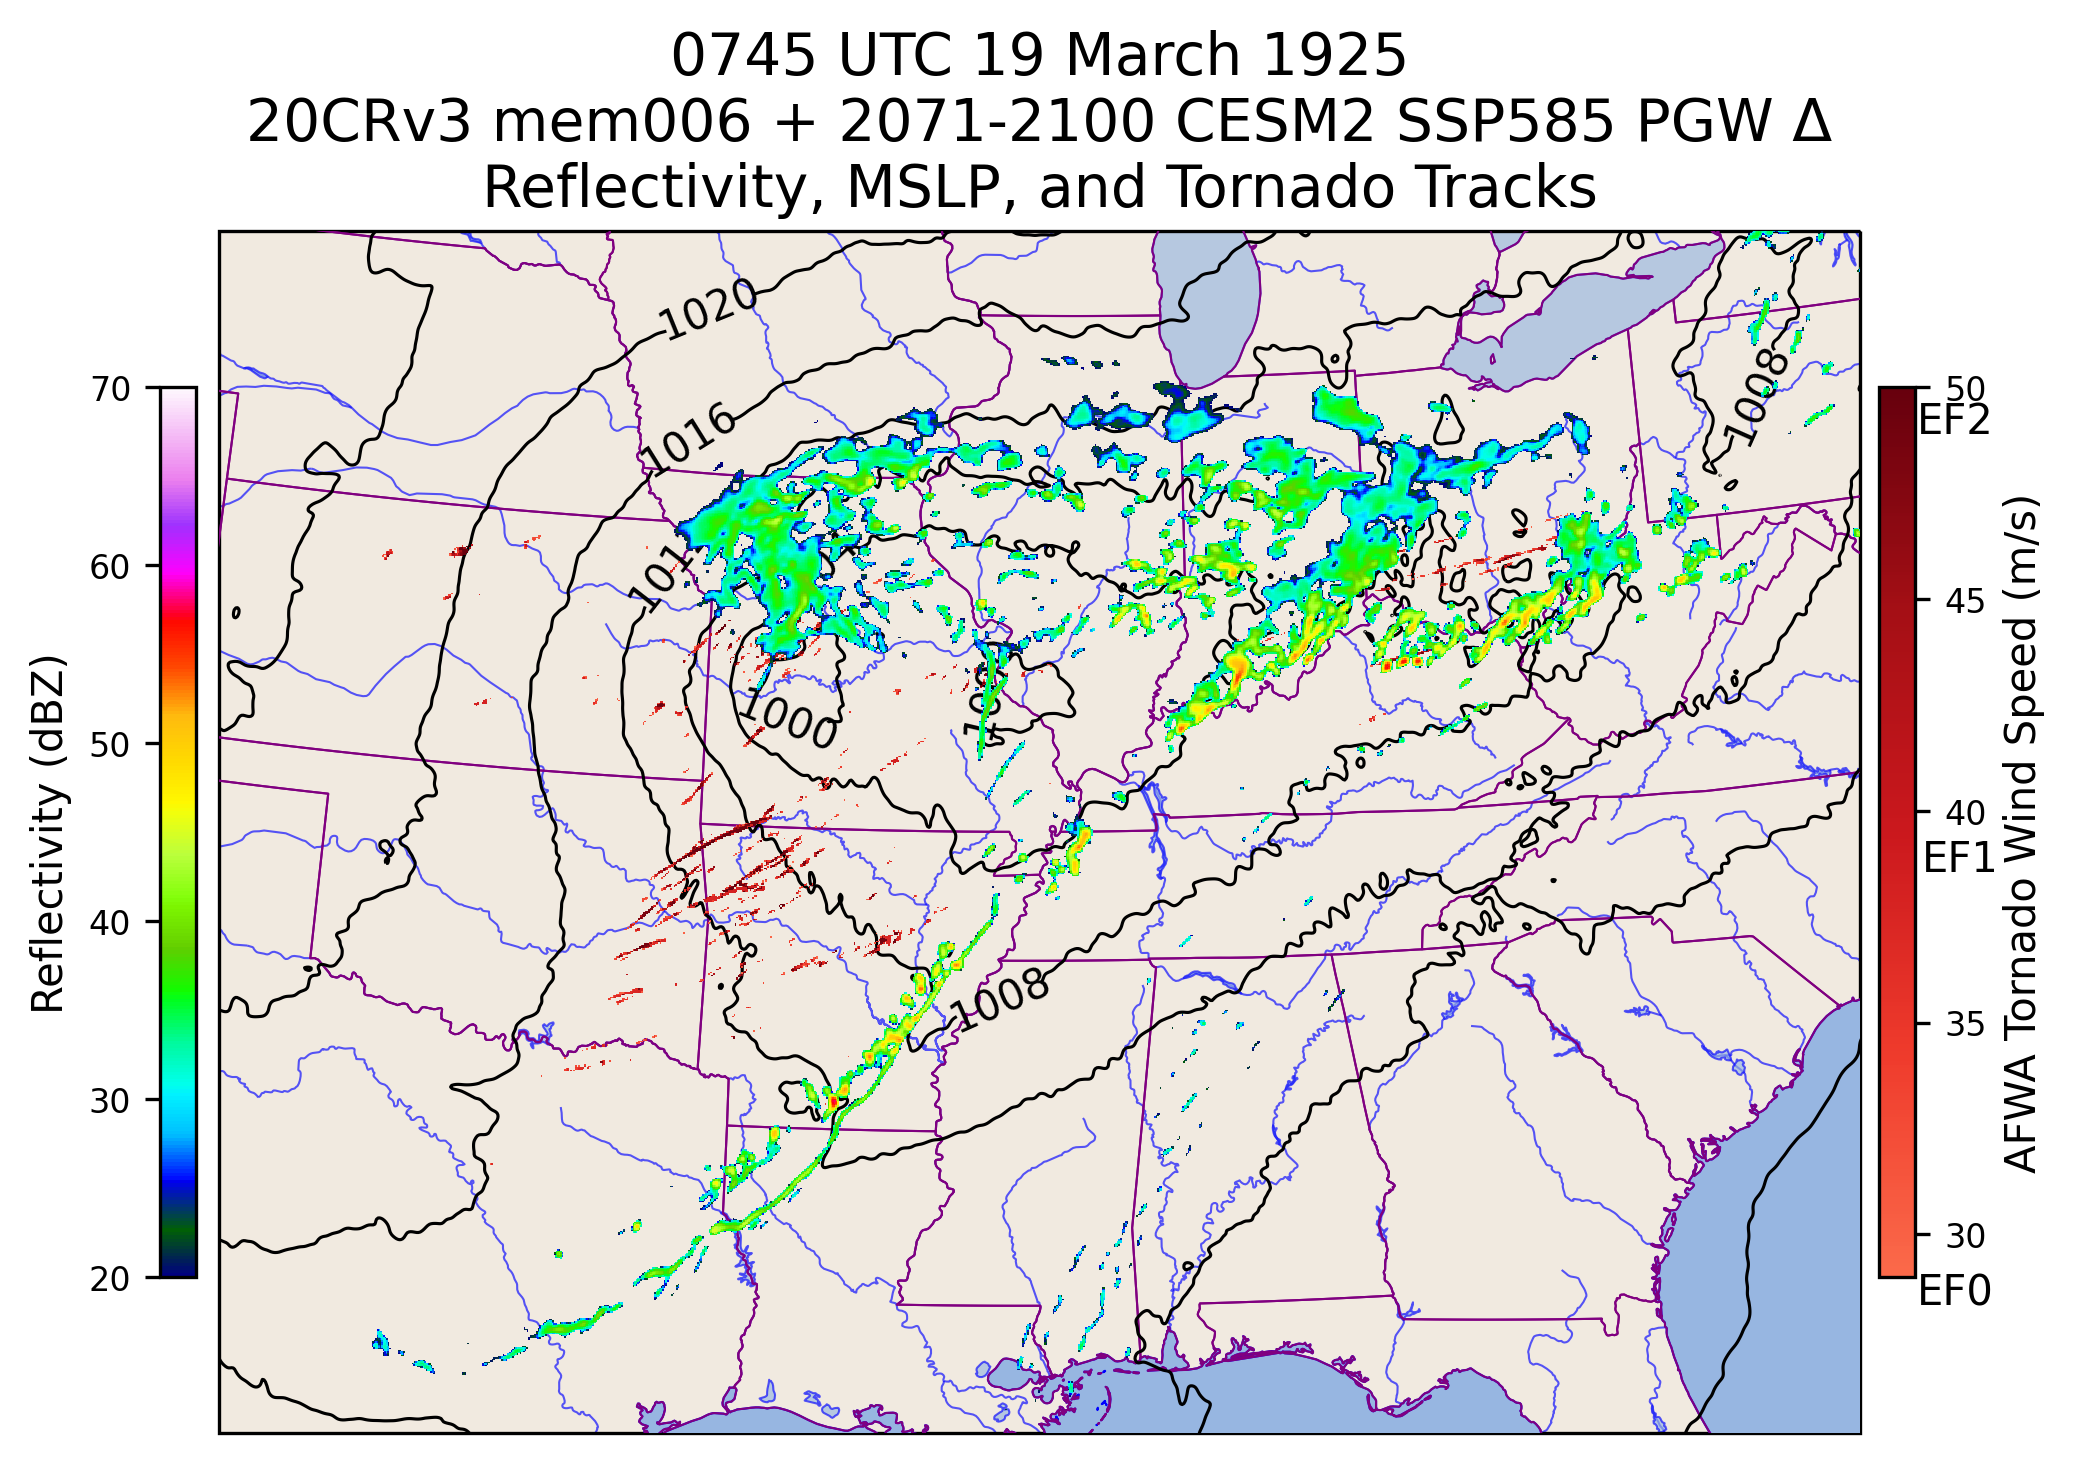 0745 UTC 19 March 1925
20CRv3 mem006 + 2071-2100 CESM2 SSP585 PGW Δ
Reflectivity, MSLP, and Tornado Tracks
1020
1016
1008
1000
1008
70
60
50
40
30
20
Reflectivity (dBZ)
50
EF2
45
40
EF1
35
30
EF0
AFWA Tornado Wind Speed (m/s)